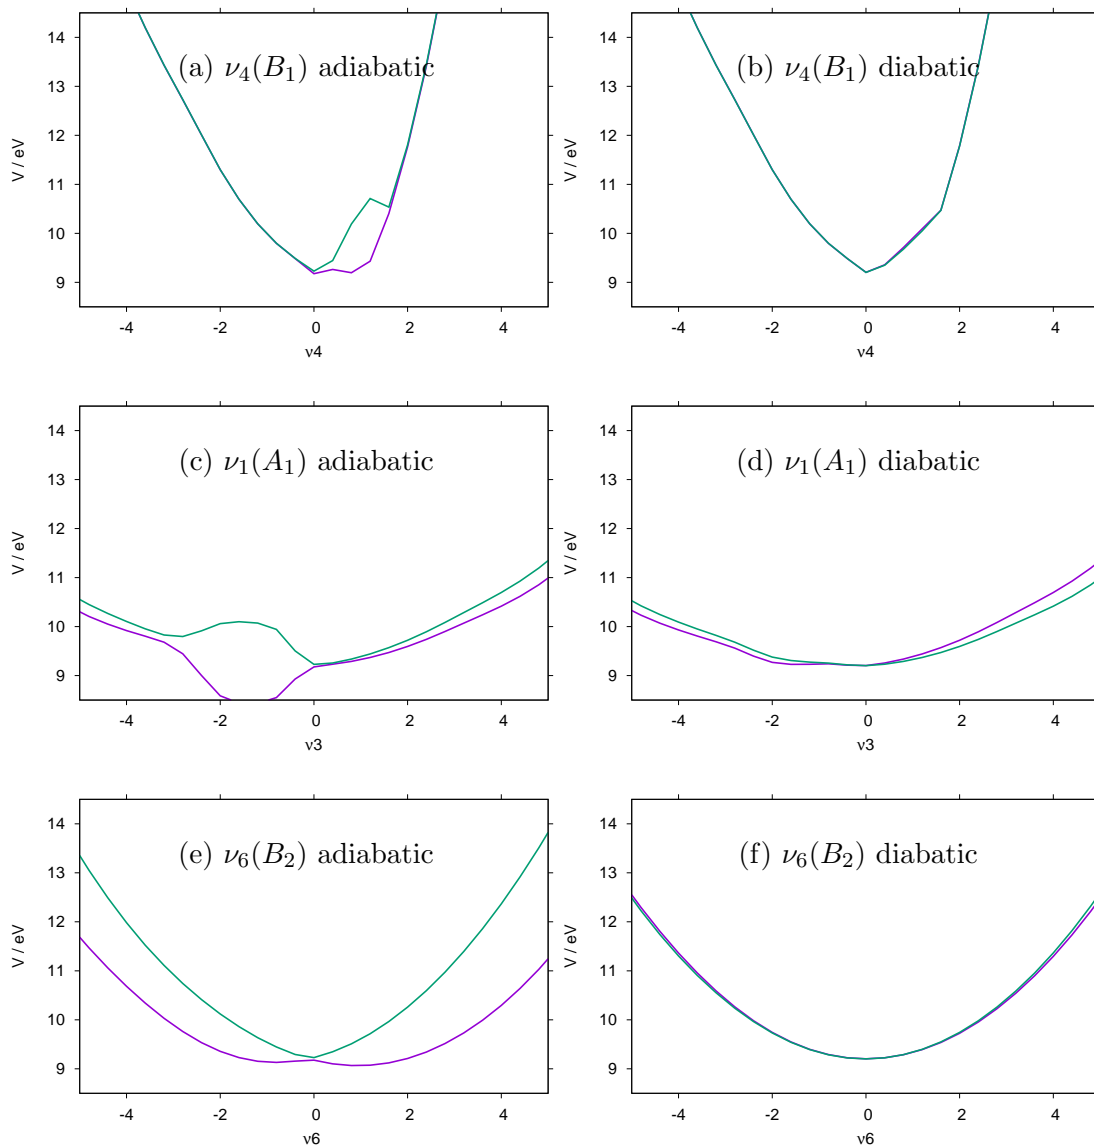 14
13
12
11
10
9
V / eV
-4 -2 0 2 4
ν4
(a) ν₄(B₁) adiabatic
14
13
12
11
10
9
V / eV
-4 -2 0 2 4
ν4
(b) ν₄(B₁) diabatic
14
13
12
11
10
9
V / eV
-4 -2 0 2 4
ν3
(c) ν₁(A₁) adiabatic
14
13
12
11
10
9
V / eV
-4 -2 0 2 4
ν3
(d) ν₁(A₁) diabatic
14
13
12
11
10
9
V / eV
-4 -2 0 2 4
ν6
(e) ν₆(B₂) adiabatic
14
13
12
11
10
9
V / eV
-4 -2 0 2 4
ν6
(f) ν₆(B₂) diabatic